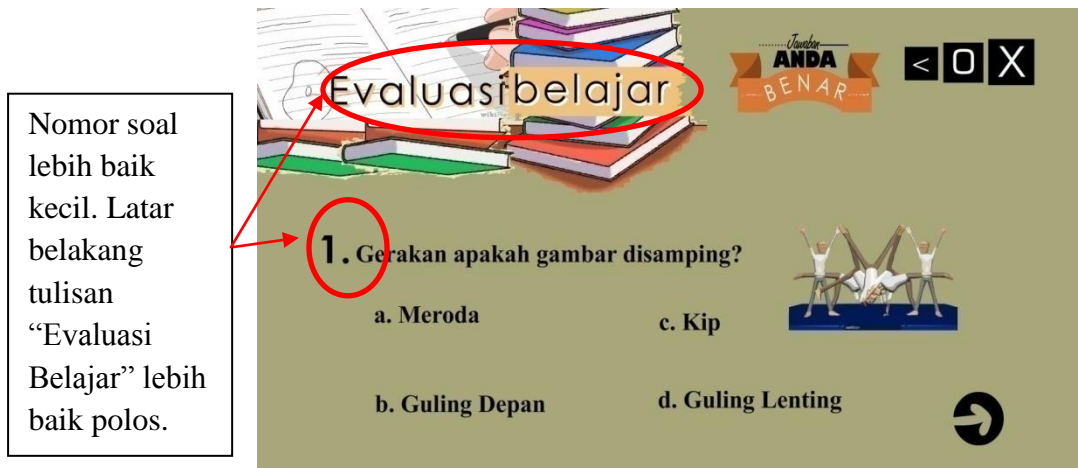 Nomor soal
lebih baik
kecil. Latar
belakang
tulisan
“Evaluasi
Belajar” lebih
baik polos.
Evaluasi belajar
wiki
Jawaban
ANDA
BENAR
< O X
1. Gerakan apakah gambar disamping?
a. Meroda
c. Kip
b. Guling Depan
d. Guling Lenting